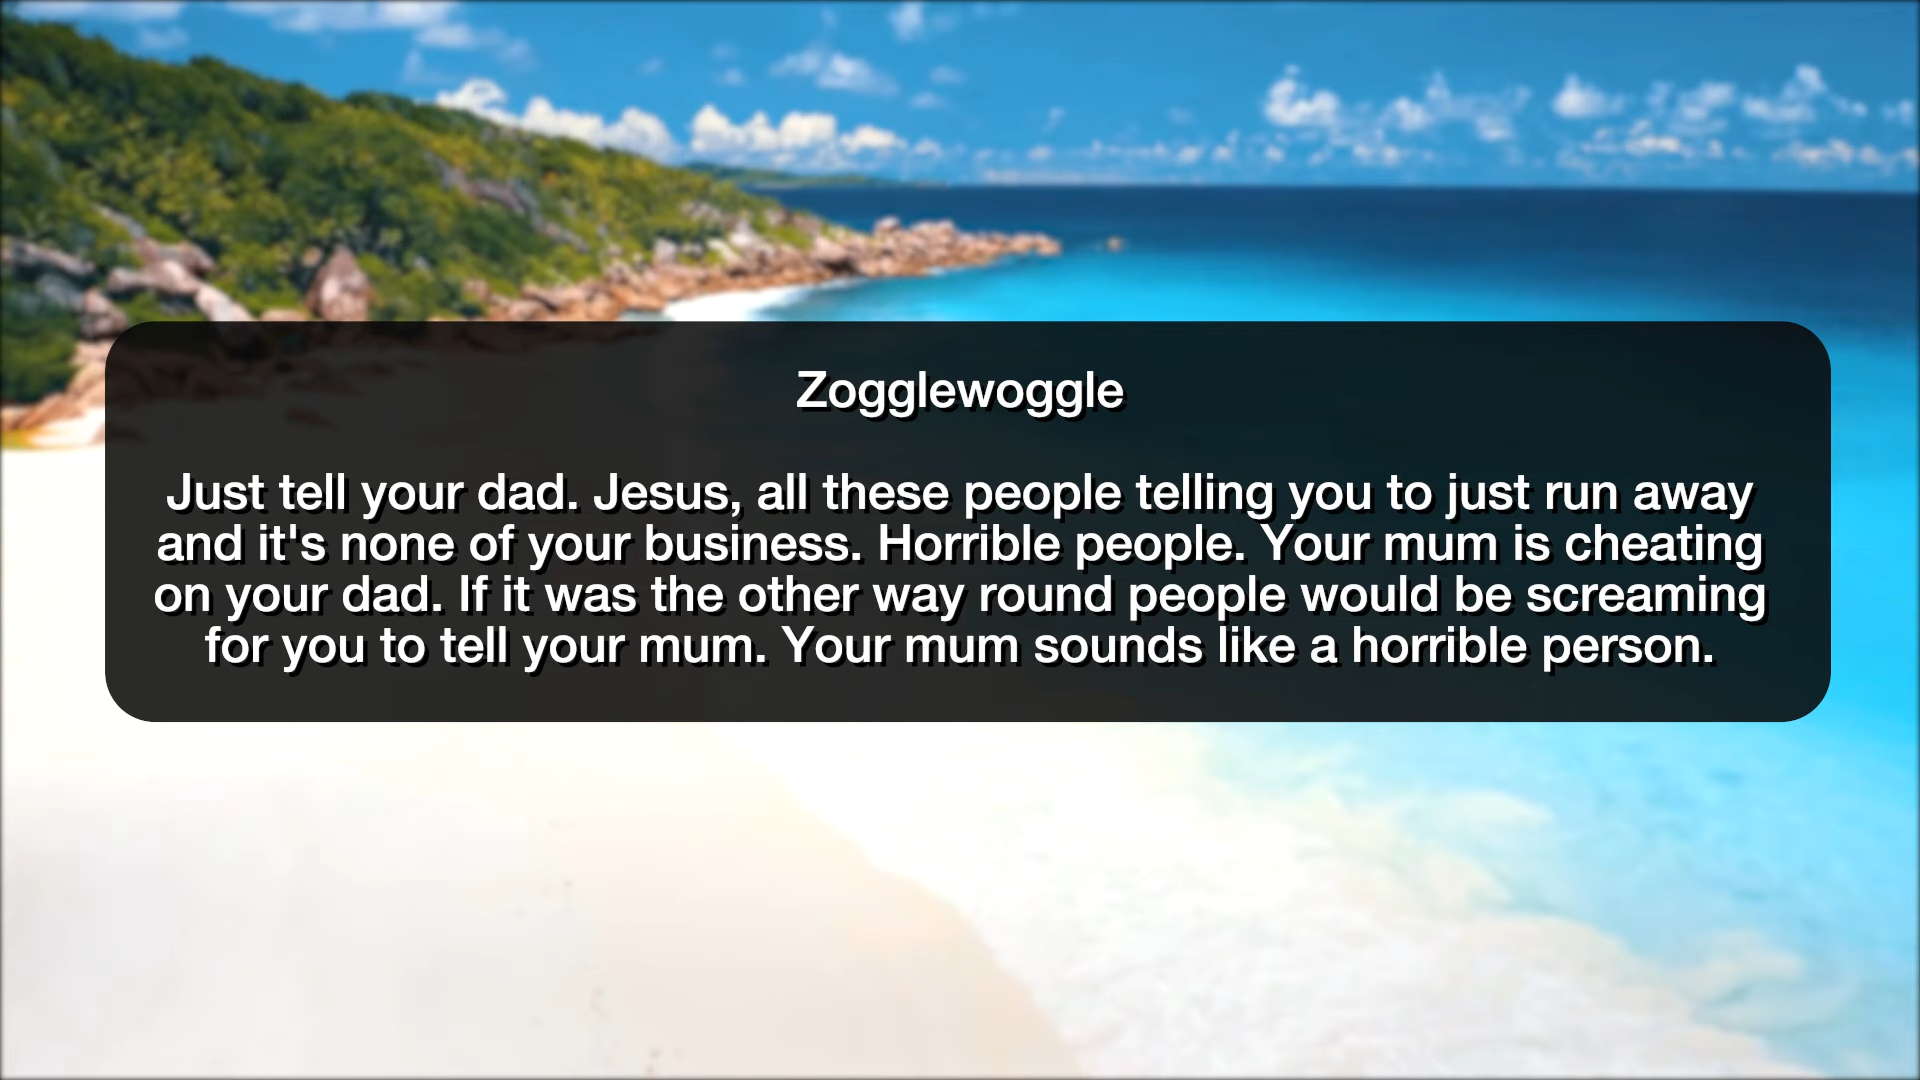 Zogglewoggle
Just tell your dad. Jesus, all these people telling you to just run away
and it's none of your business. Horrible people. Your mum is cheating
on your dad. If it was the other way round people would be screaming
for you to tell your mum. Your mum sounds like a horrible person.